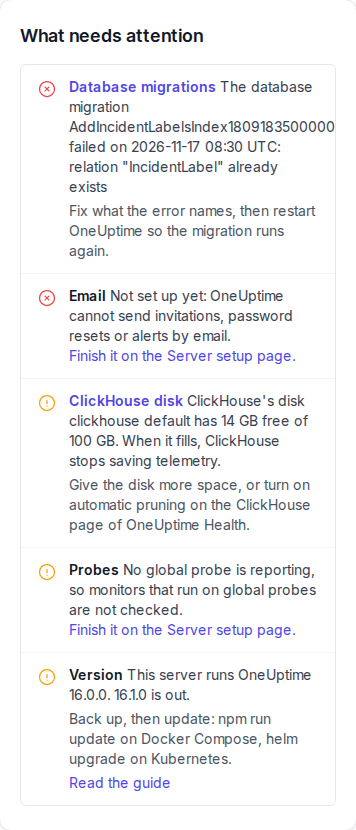 What needs attention
Database migrations The database
migration
AddIncidentLabelsIndex1809183500000
failed on 2026-11-17 08:30 UTC:
relation "IncidentLabel" already
exists
Fix what the error names, then restart
OneUptime so the migration runs
again.
Email Not set up yet: OneUptime
cannot send invitations, password
resets or alerts by email.
Finish it on the Server setup page.
ClickHouse disk ClickHouse's disk
clickhouse default has 14 GB free of
100 GB. When it fills, ClickHouse
stops saving telemetry.
Give the disk more space, or turn on
automatic pruning on the ClickHouse
page of OneUptime Health.
Probes No global probe is reporting,
so monitors that run on global probes
are not checked.
Finish it on the Server setup page.
Version This server runs OneUptime
16.0.0. 16.1.0 is out.
Back up, then update: npm run
update on Docker Compose, helm
upgrade on Kubernetes.
Read the guide